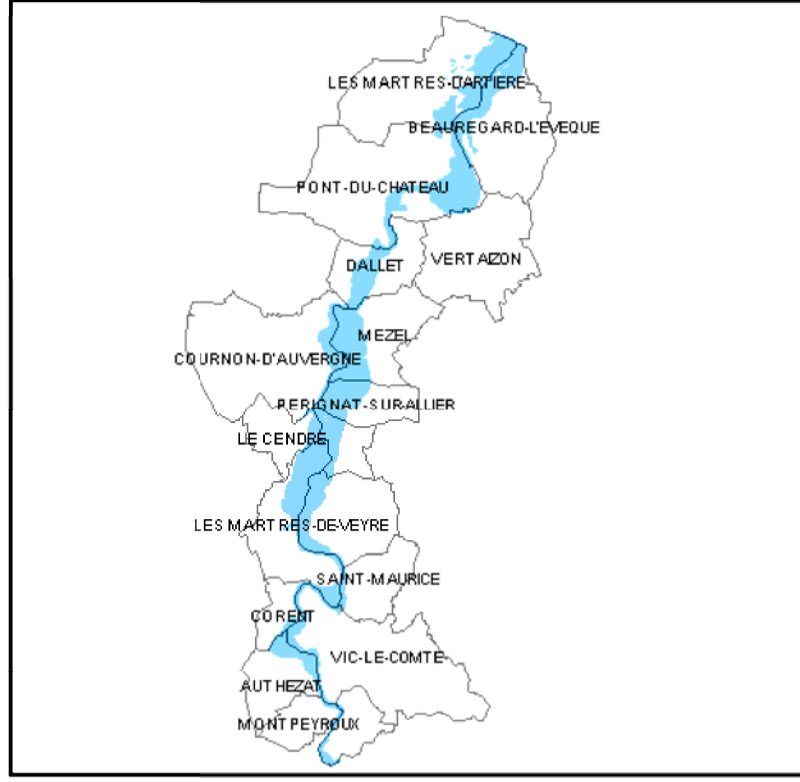 LES MARTRES-D'ARTIERE
BEAUREGARD-L'EVEQUE
PONT-DU-CHATEAU
DALLET
VERTAIZON
MEZEL
COURNON-D'AUVERGNE
PERIGNAT-SUR-ALLIER
LE CENDRE
LES MARTRES-DE-VEYRE
SAINT-MAURICE
CORENT
VIC-LE-COMTE
AUTHEZAT
MONTPEYROUX